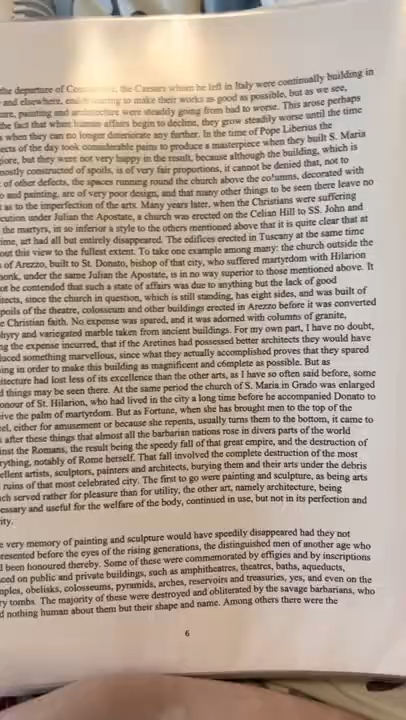 the departure of the Caesars whom he left in Italy were continually building in
and elsewhere, to make their works as good as possible, but as we see,
painting and architecture were steadily going from bad to worse. This arose perhaps
the fact that when human affairs begin to decline, they grow steadily worse until the time
when they can no longer deteriorate any further. In the time of Pope Liberius the
ects of the day took considerable pains to produce a masterpiece when they built S. Maria
iore, but they were not very happy in the result, because although the building, which is
mostly constructed of spoils, is of very fair proportions, it cannot be denied that, not to
of other defects, the spaces running round the church above the columns, decorated with
o and painting, are of very poor design, and that many other things to be seen there leave no
as to the imperfection of the arts. Many years later, when the Christians were suffering
cution under Julian the Apostate, a church was erected on the Celian Hill to SS. John and
the martyrs, in so inferior a style to the others mentioned above that it is quite clear that at
ime, art had all but entirely disappeared. The edifices erected in Tuscany at the same time
out this view to the fullest extent. To take one example among many: the church outside the
s of Arezzo, built to St. Donato, bishop of that city, who suffered martyrdom with Hilarion
onk, under the same Julian the Apostate, is in no way superior to those mentioned above. It
ot be contended that such a state of affairs was due to anything but the lack of good
itects, since the church in question, which is still standing, has eight sides, and was built of
poils of the theatre, colosseum and other buildings erected in Arezzo before it was converted
e Christian faith. No expense was spared, and it was adorned with columns of granite,
hyry and variegated marble taken from ancient buildings. For my own part, I have no doubt,
ng the expense incurred, that if the Aretines had possessed better architects they would have
uced something marvellous, since what they actually accomplished proves that they spared
ing in order to make this building as magnificent and complete as possible. But as
itecture had lost less of its excellence than the other arts, as I have so often said before, some
d things may be seen there. At the same period the church of S. Maria in Grado was enlarged
onour of St. Hilarion, who had lived in the city a long time before he accompanied Donato to
ive the palm of martyrdom. But as Fortune, when she has brought men to the top of the
el, either for amusement or because she repents, usually turns them to the bottom, it came to
s after these things that almost all the barbarian nations rose in divers parts of the world
inst the Romans, the result being the speedy fall of that great empire, and the destruction of
rything, notably of Rome herself. That fall involved the complete destruction of the most
ellent artists, sculptors, painters and architects, burying them and their arts under the debris
ruins of that most celebrated city. The first to go were painting and sculpture, as being arts
ich served rather for pleasure than for utility, the other art, namely architecture, being
essary and useful for the welfare of the body, continued in use, but not in its perfection and
ity.
e very memory of painting and sculpture would have speedily disappeared had they not
resented before the eyes of the rising generations, the distinguished men of another age who
d been honoured thereby. Some of these were commemorated by effigies and by inscriptions
ced on public and private buildings, such as amphitheatres, theatres, baths, aqueducts,
mples, obelisks, colosseums, pyramids, arches, reservoirs and treasuries, yes, and even on the
ry tombs. The majority of these were destroyed and obliterated by the savage barbarians, who
d nothing human about them but their shape and name. Among others there were the
6